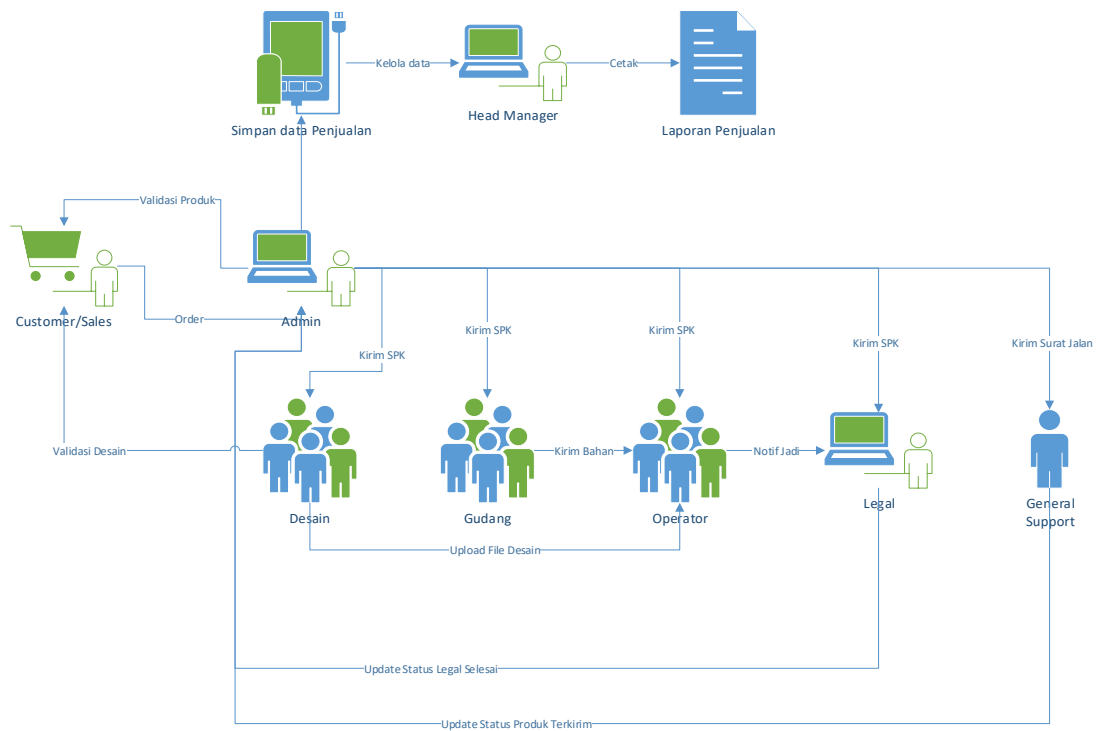 Kelola data
Cetak
Head Manager
Simpan data Penjualan
Laporan Penjualan
Validasi Produk
Customer/Sales
Order
Admin
Kirim SPK
Kirim SPK
Kirim SPK
Kirim SPK
Kirim Surat Jalan
Validasi Desain
Kirim Bahan
Notif Jadi
Desain
Gudang
Operator
Legal
General
Support
Upload File Desain
Update Status Legal Selesai
Update Status Produk Terkirim